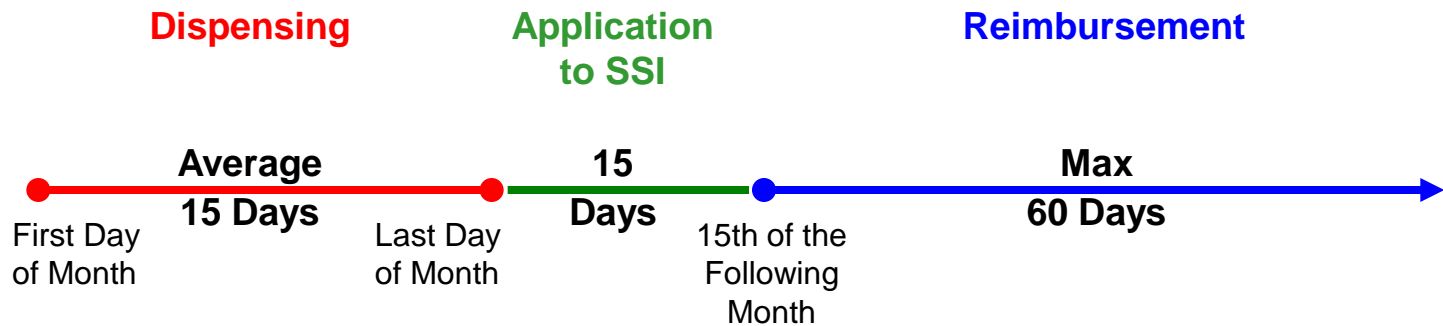 Dispensing
Application
to SSI
Reimbursement
Average
15 Days
15
Days
Max
60 Days
First Day
of Month
Last Day
of Month
15th of the
Following
Month